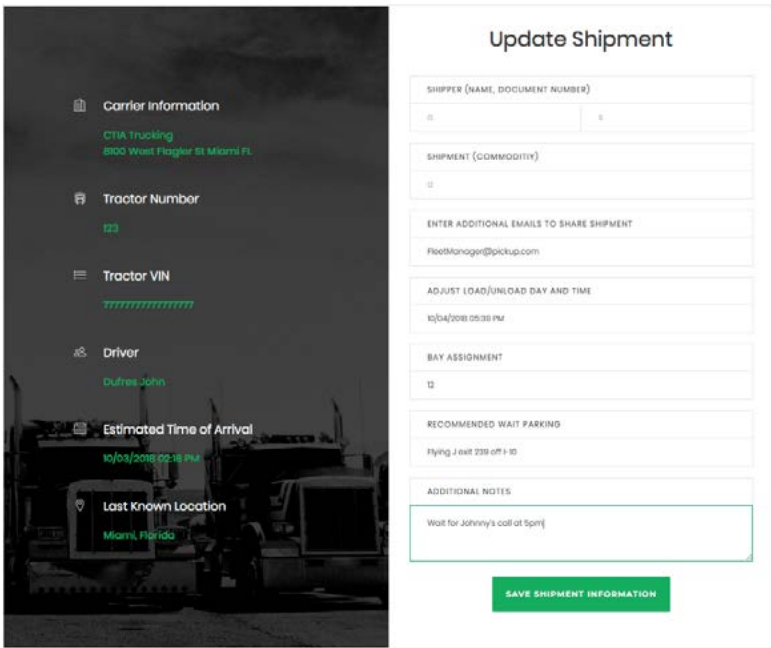 Carrier Information
CTIA Trucking
8100 West Flagler St Miami FL
Tractor Number
123
Tractor VIN
77777777777777777
Driver
Dufres John
Estimated Time of Arrival
10/03/2018 02:18 PM
Last Known Location
Miami, Florida
Update Shipment
SHIPPER (NAME, DOCUMENT NUMBER)
SHIPMENT (COMMODITIY)
ENTER ADDITIONAL EMAILS TO SHARE SHIPMENT
FleetManager@pickup.com
ADJUST LOAD/UNLOAD DAY AND TIME
10/04/2018 05:38 PM
BAY ASSIGNMENT
12
RECOMMENDED WAIT PARKING
Flying J exit 239 off I-10
ADDITIONAL NOTES
Wait for Johnny's call at 5pm
SAVE SHIPMENT INFORMATION